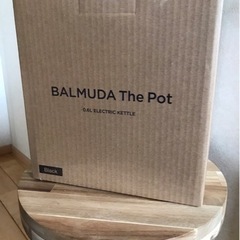 BALMUDA The Pot
0.6L ELECTRIC KETTLE
Black